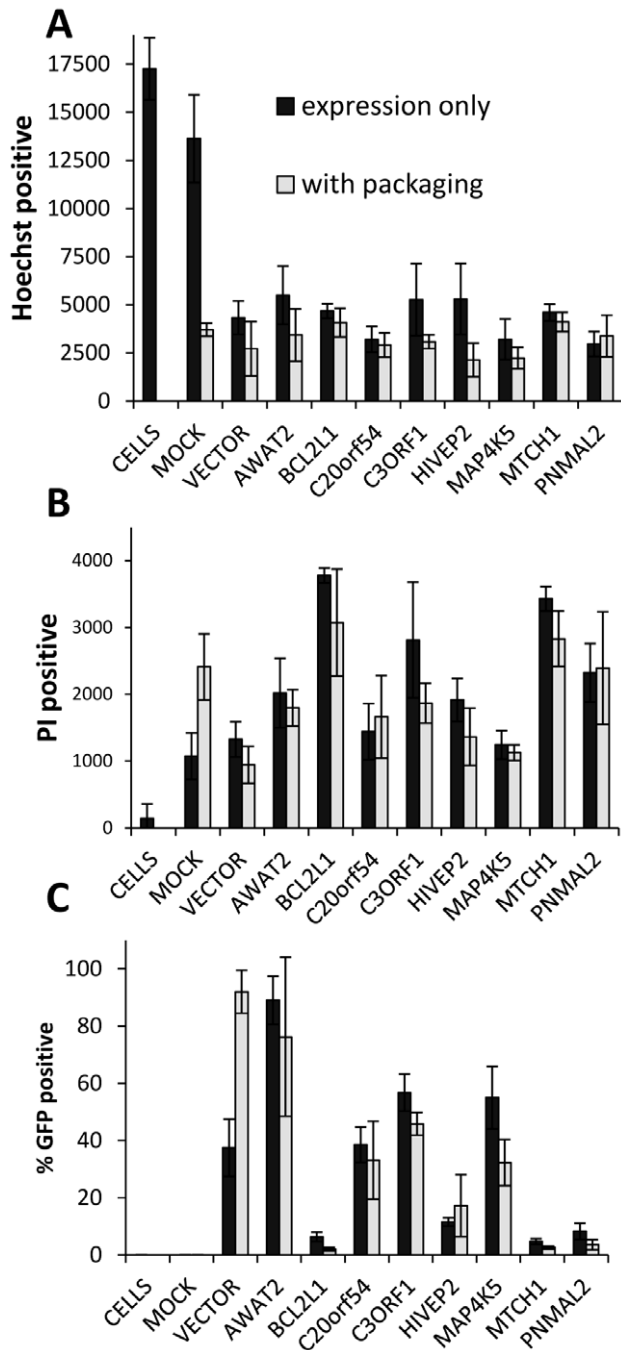 A
Hoechst positive
17500
15000
12500
10000
7500
5000
2500
0
expression only
with packaging
CELLS
MOCK
VECTOR
AWAT2
BCL2L1
C20orf54
C3ORF1
HIVEP2
MAP4K5
MTCH1
PNMAL2
B
PI positive
4000
3000
2000
1000
0
CELLS
MOCK
VECTOR
AWAT2
BCL2L1
C20orf54
C3ORF1
HIVEP2
MAP4K5
MTCH1
PNMAL2
C
% GFP positive
100
80
60
40
20
0
CELLS
MOCK
VECTOR
AWAT2
BCL2L1
C20orf54
C3ORF1
HIVEP2
MAP4K5
MTCH1
PNMAL2